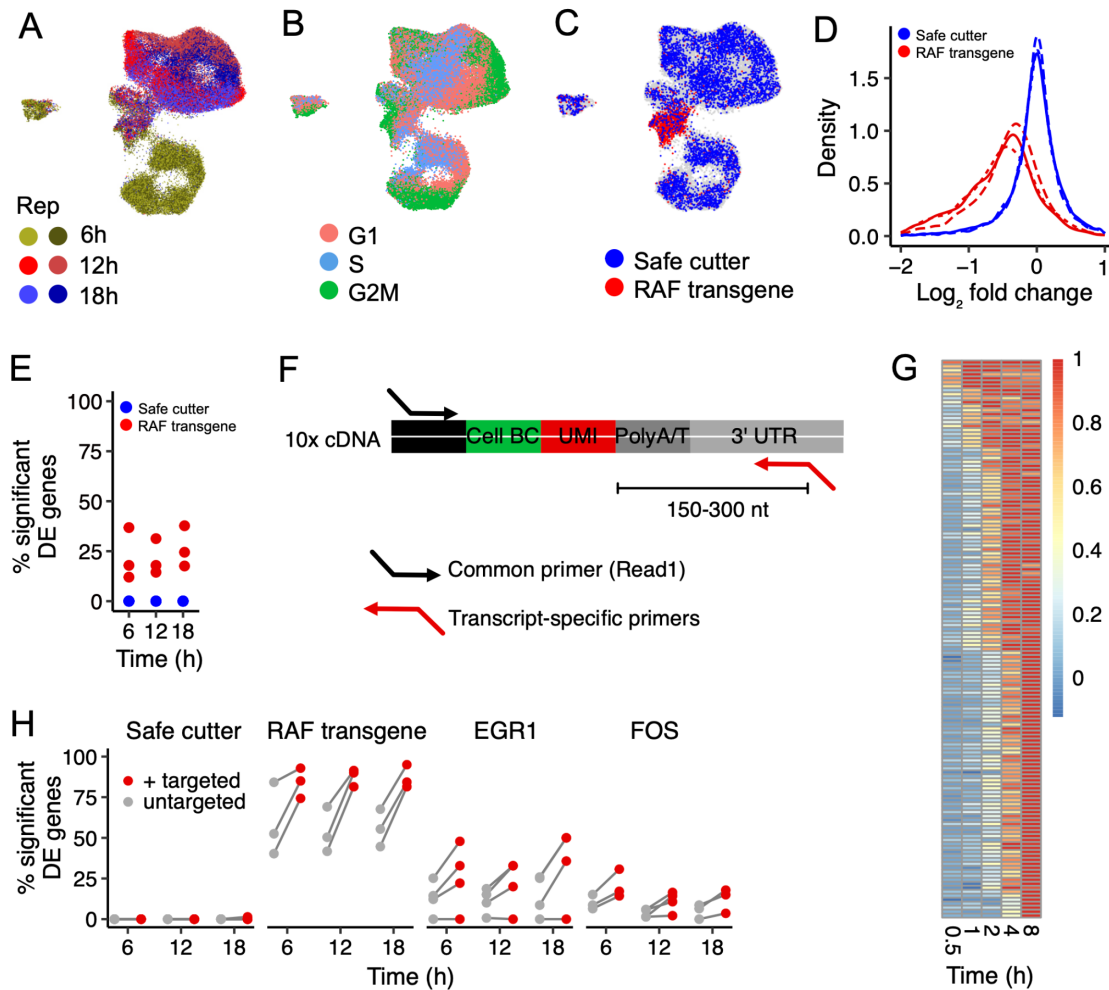 A
Rep
6h
12h
18h
B
G1
S
G2M
C
Safe cutter
RAF transgene
D
Safe cutter
RAF transgene
Density
1.5
1.0
0.5
0.0
−2
−1
0
1
Log2 fold change
E
% significant
DE genes
100
75
50
25
0
Safe cutter
RAF transgene
6
12
18
Time (h)
F
10x cDNA
Cell BC
UMI
PolyA/T
3' UTR
150-300 nt
Common primer (Read1)
Transcript-specific primers
G
1
0.8
0.6
0.4
0.2
0
0.5
1
2
4
8
Time (h)
H
Safe cutter
RAF transgene
EGR1
FOS
% significant
DE genes
100
75
50
25
0
+ targeted
untargeted
6
12
18
6
12
18
6
12
18
6
12
18
Time (h)